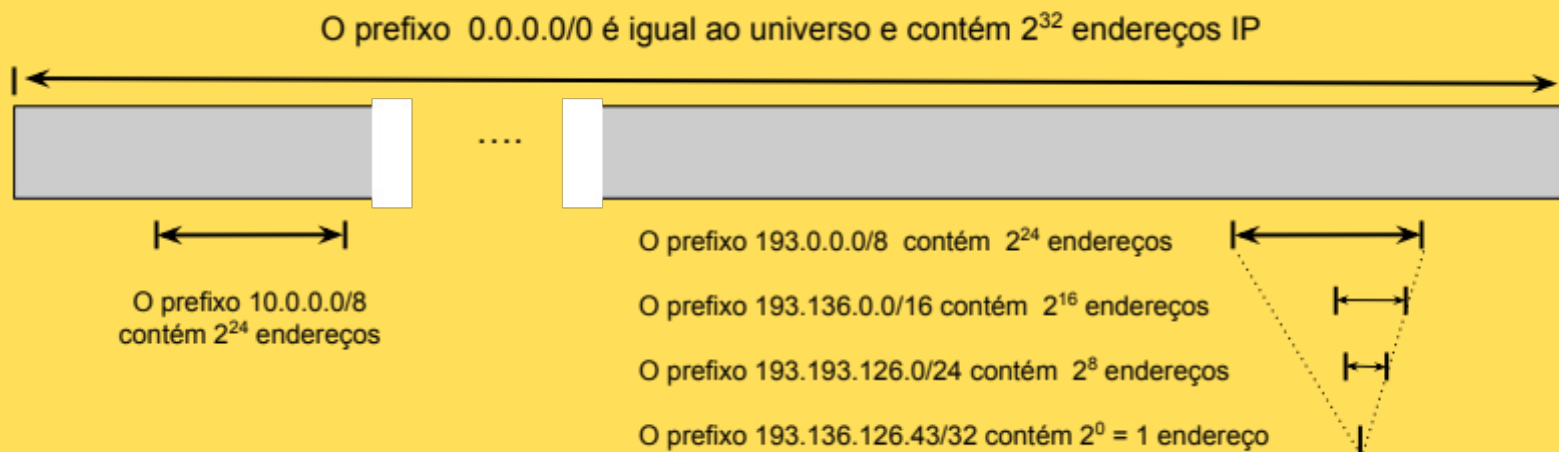 O prefixo 0.0.0.0/0 é igual ao universo e contém 2³² endereços IP
....
O prefixo 10.0.0.0/8
contém 2²⁴ endereços
O prefixo 193.0.0.0/8 contém 2²⁴ endereços
O prefixo 193.136.0.0/16 contém 2¹⁶ endereços
O prefixo 193.193.126.0/24 contém 2⁸ endereços
O prefixo 193.136.126.43/32 contém 2⁰ = 1 endereço